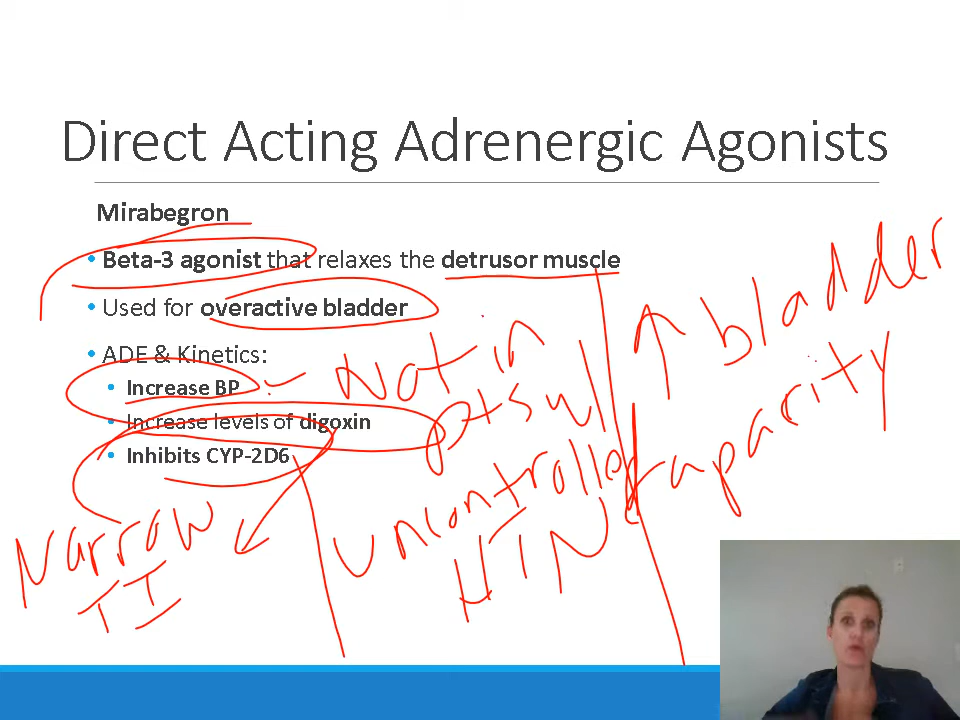 Direct Acting Adrenergic Agonists
Mirabegron
• Beta-3 agonist that relaxes the detrusor muscle
• Used for overactive bladder
• ADE & Kinetics:
• Increase BP
• Increase levels of digoxin
• Inhibits CYP-2D6
Not in
pts w/
uncontrolled
HTN
↑ bladder
capacity
Narrow
TI